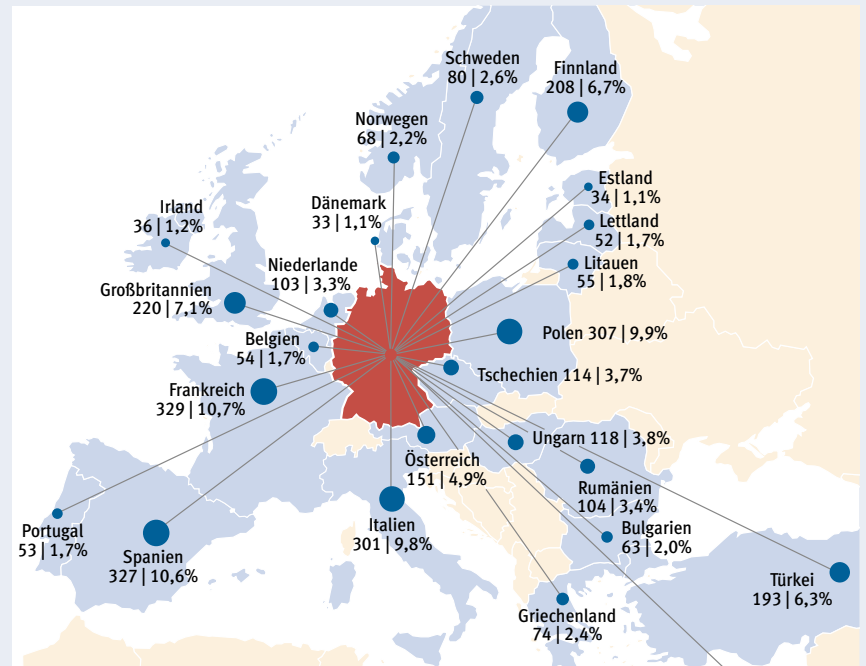 Schweden
80 | 2,6%
Finnland
208 | 6,7%
Norwegen
68 | 2,2%
Estland
34 | 1,1%
Irland
36 | 1,2%
Dänemark
33 | 1,1%
Lettland
52 | 1,7%
Litauen
55 | 1,8%
Niederlande
103 | 3,3%
Großbritannien
220 | 7,1%
Polen 307 | 9,9%
Belgien
54 | 1,7%
Tschechien 114 | 3,7%
Frankreich
329 | 10,7%
Ungarn 118 | 3,8%
Österreich
151 | 4,9%
Rumänien
104 | 3,4%
Italien
301 | 9,8%
Bulgarien
63 | 2,0%
Portugal
53 | 1,7%
Spanien
327 | 10,6%
Türkei
193 | 6,3%
Griechenland
74 | 2,4%